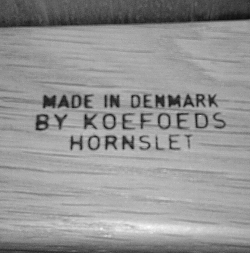 MADE IN DENMARK
BY KOEFOEDS
HORNSLET